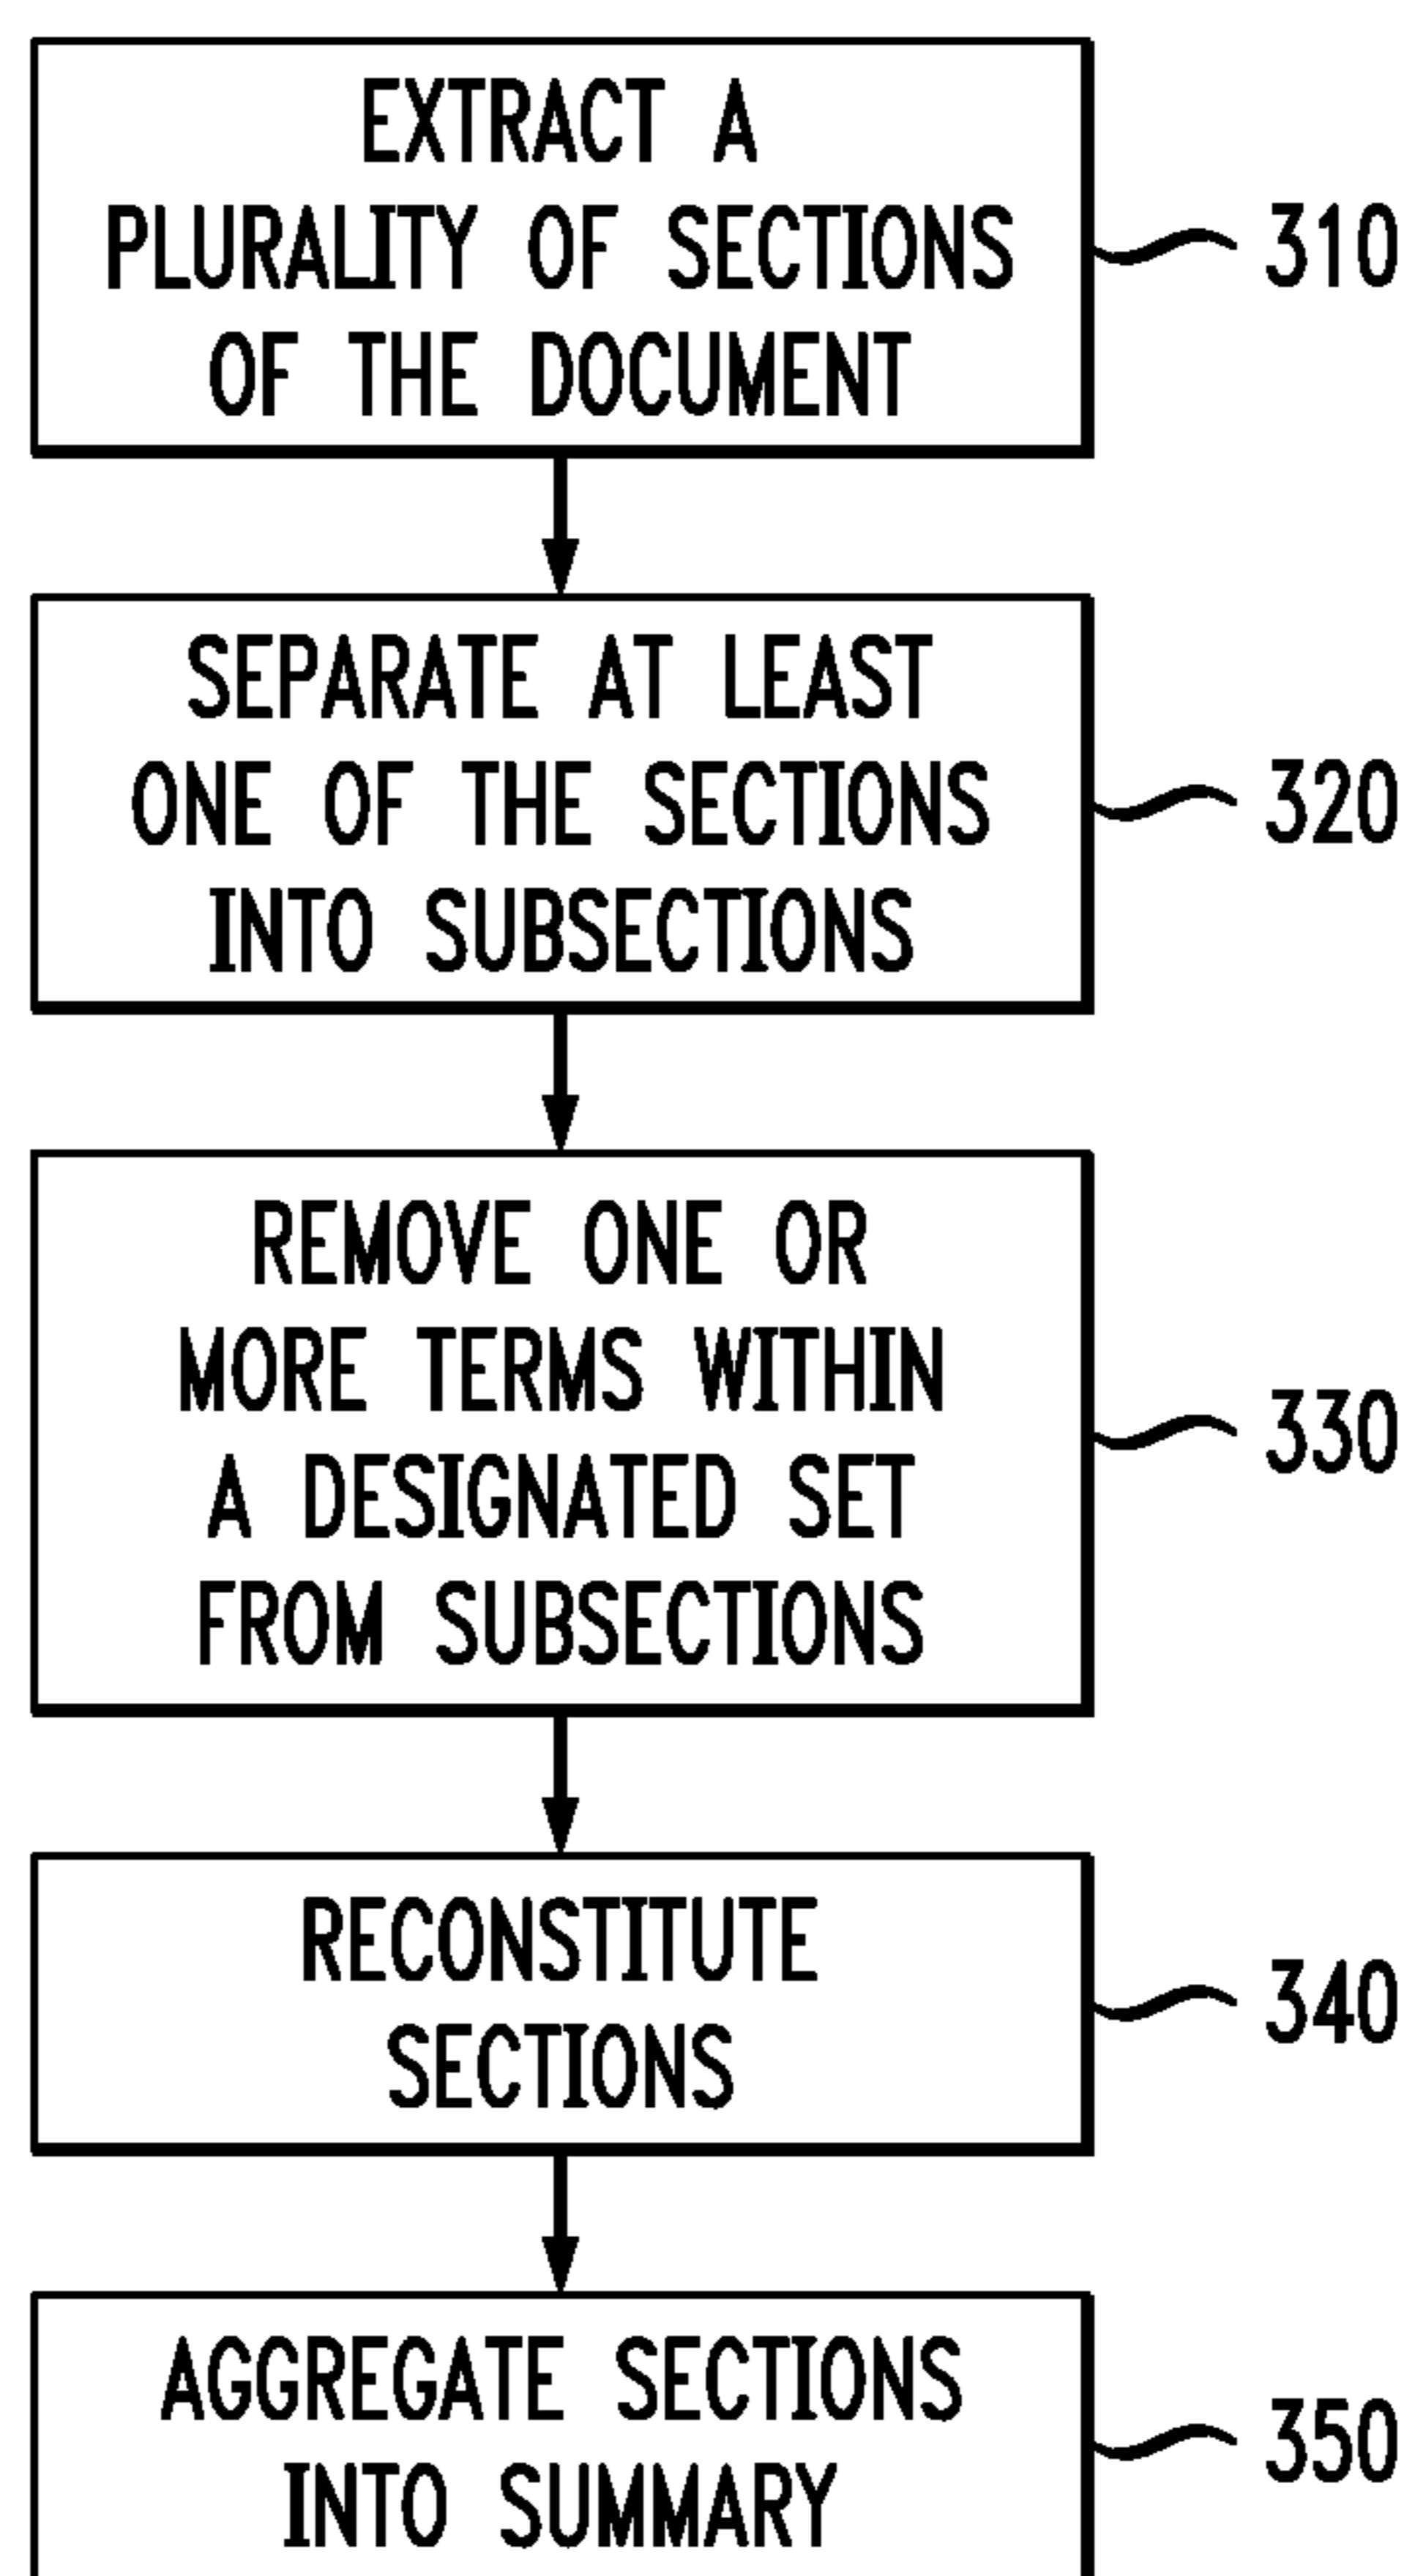 EXTRACT A
PLURALITY OF SECTIONS
OF THE DOCUMENT
310
SEPARATE AT LEAST
ONE OF THE SECTIONS
INTO SUBSECTIONS
320
REMOVE ONE OR
MORE TERMS WITHIN
A DESIGNATED SET
FROM SUBSECTIONS
330
RECONSTITUTE
SECTIONS
340
AGGREGATE SECTIONS
INTO SUMMARY
350